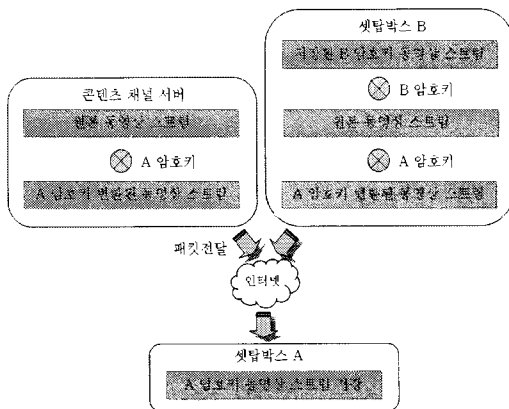 셋탑박스 B
저장된 B 암호키 동영상 스트림
B 암호키
원본 동영상 스트림
A 암호키
A 암호키 변환된 동영상 스트림
콘텐츠 채널 서버
원본 동영상 스트림
A 암호키
A 암호키 변환된 동영상 스트림
패킷전달
인터넷
셋탑박스 A
A 암호키 동영상 스트림 저장